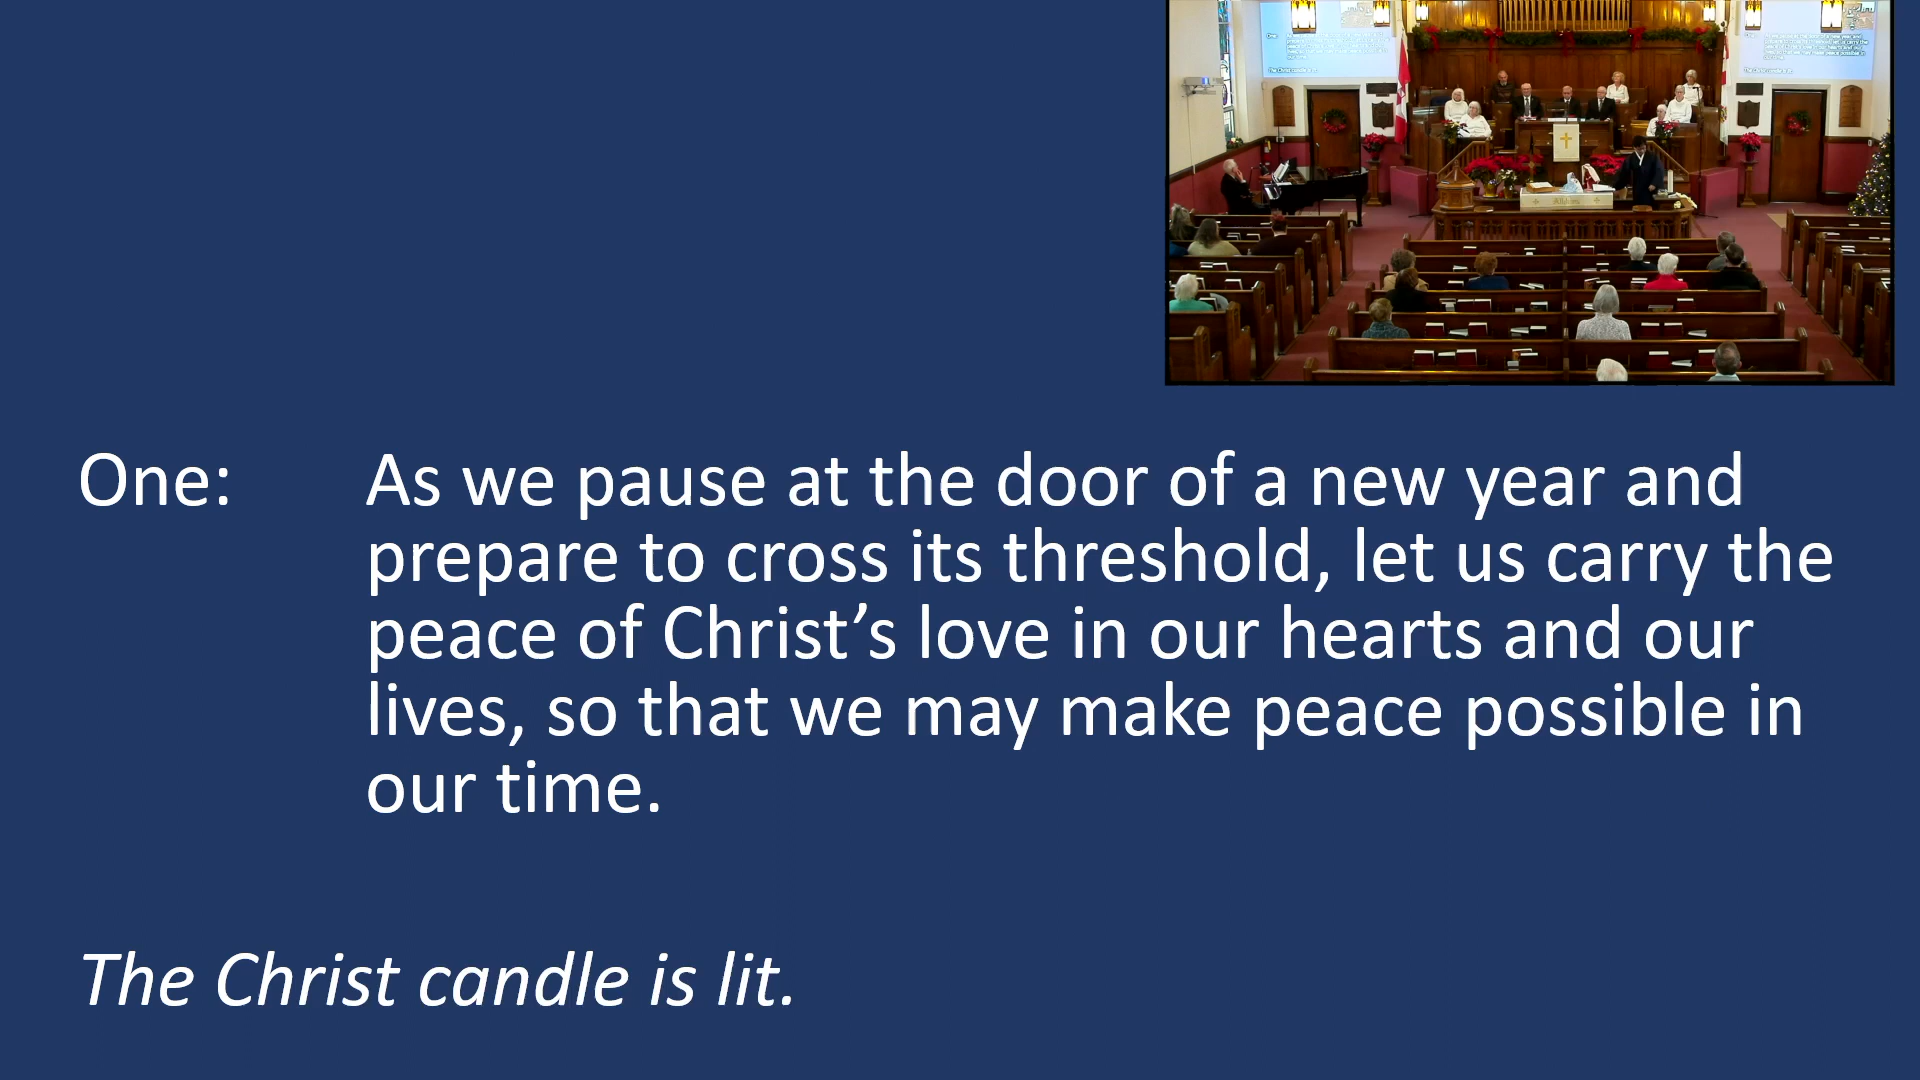 One: As we pause at the door of a new year and
prepare to cross its threshold, let us carry the
peace of Christ’s love in our hearts and our
lives, so that we may make peace possible in
our time.
The Christ candle is lit.